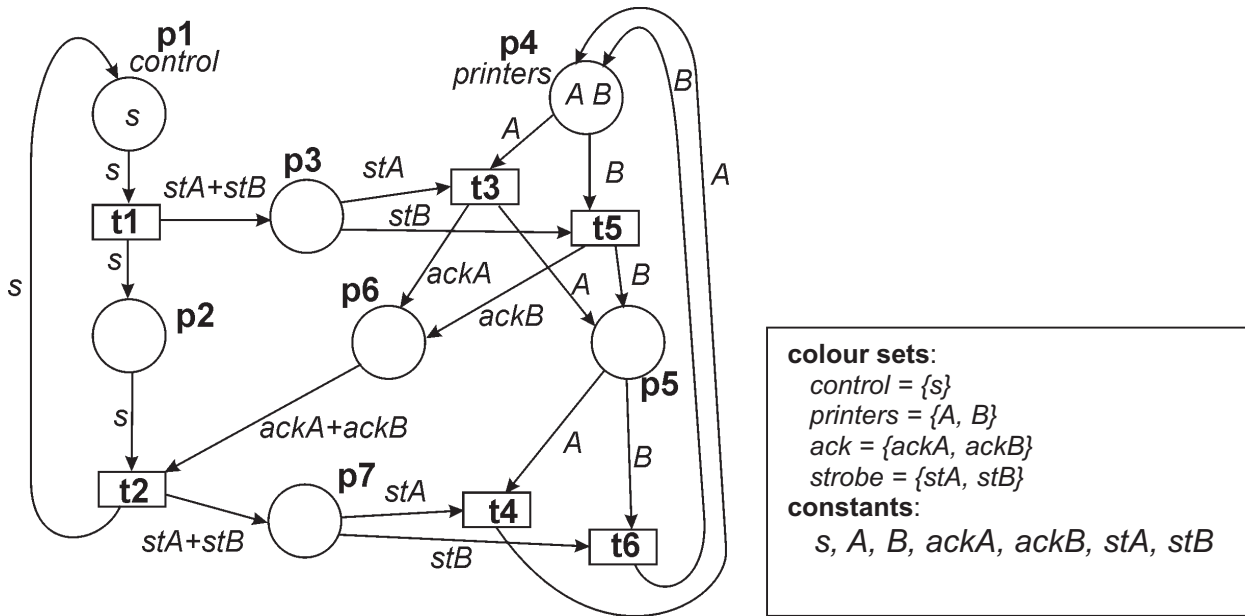 p1
control
s
s
t1
s
s
p2
s
t2
stA+stB
p3
stA
stB
p4
printers
A B
A
B
t3
t5
B
A
ackA
A
B
ackB
p6
p5
ackA+ackB
A
B
p7
stA+stB
stA
stB
t4
t6
colour sets:
control = {s}
printers = {A, B}
ack = {ackA, ackB}
strobe = {stA, stB}
constants:
s, A, B, ackA, ackB, stA, stB